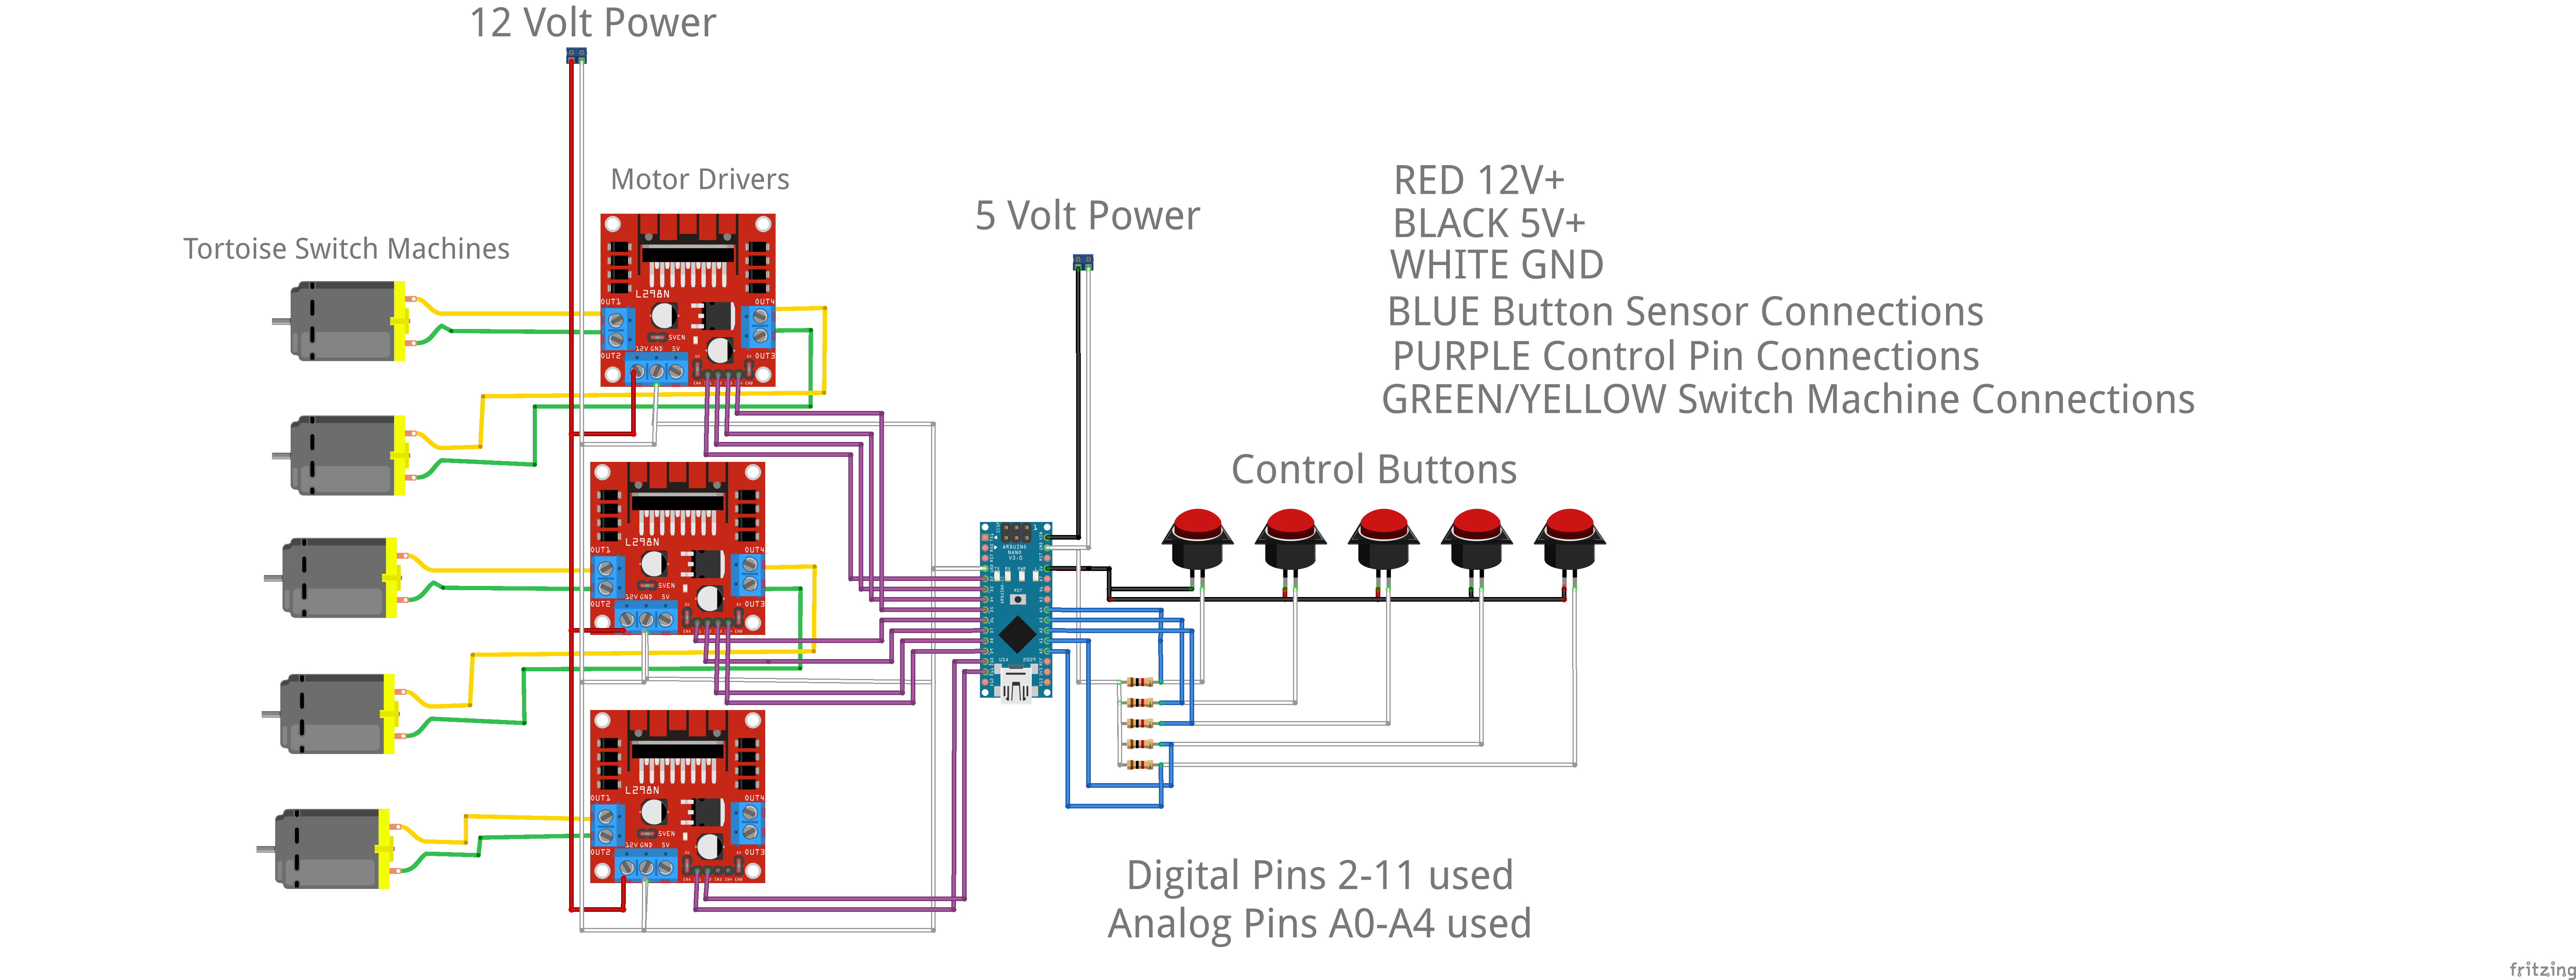 12 Volt Power
Motor Drivers
5 Volt Power
Tortoise Switch Machines
RED 12V+
BLACK 5V+
WHITE GND
BLUE Button Sensor Connections
PURPLE Control Pin Connections
GREEN/YELLOW Switch Machine Connections
Control Buttons
L298N
OUT1
OUT4
5VEN
OUT2
OUT3
12V GND 5V
L298N
OUT1
OUT4
5VEN
OUT2
OUT3
12V GND 5V
L298N
OUT1
OUT4
5VEN
OUT2
OUT3
12V GND 5V
ARDUINO
NANO
V3.0
RST
USA
2009
Digital Pins 2-11 used
Analog Pins A0-A4 used
fritzing